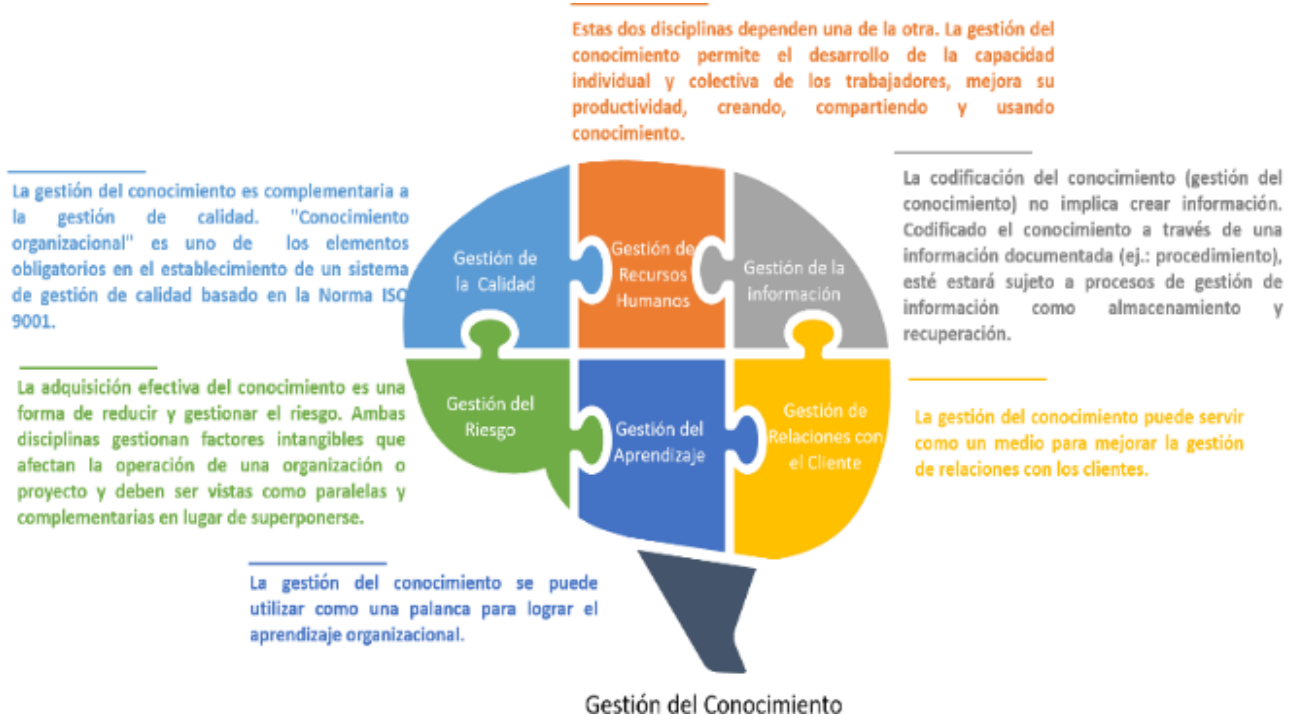 Estas dos disciplinas dependen una de la otra. La gestión del
conocimiento permite el desarrollo de la capacidad
individual y colectiva de los trabajadores, mejora su
productividad, creando, compartiendo y usando
conocimiento.
La gestión del conocimiento es complementaria a
la gestión de calidad. "Conocimiento
organizacional" es uno de los elementos
obligatorios en el establecimiento de un sistema
de gestión de calidad basado en la Norma ISO
9001.
La codificación del conocimiento (gestión del
conocimiento) no implica crear información.
Codificado el conocimiento a través de una
información documentada (ej.: procedimiento),
esté estará sujeto a procesos de gestión de
información como almacenamiento y
recuperación.
Gestión de
la Calidad
Gestión de
Recursos
Humanos
Gestión de la
información
La adquisición efectiva del conocimiento es una
forma de reducir y gestionar el riesgo. Ambas
disciplinas gestionan factores intangibles que
afectan la operación de una organización o
proyecto y deben ser vistas como paralelas y
complementarias en lugar de superponerse.
Gestión del
Riesgo
Gestión del
Aprendizaje
Gestión de
Relaciones con
el Cliente
La gestión del conocimiento puede servir
como un medio para mejorar la gestión
de relaciones con los clientes.
La gestión del conocimiento se puede
utilizar como una palanca para lograr el
aprendizaje organizacional.
Gestión del Conocimiento